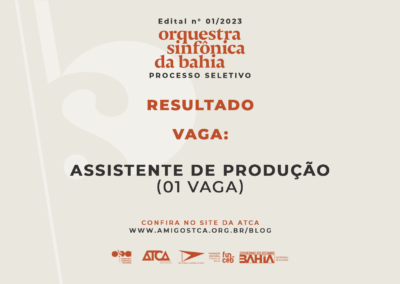 Edital n° 01/2023
orquestra
sinfônica
da bahia
PROCESSO SELETIVO
RESULTADO
VAGA:
ASSISTENTE DE PRODUÇÃO
(01 VAGA)
CONFIRA NO SITE DA ATCA
WWW.AMIGOSTCA.ORG.BR/BLOG
ATCA
funceb
BAHIA